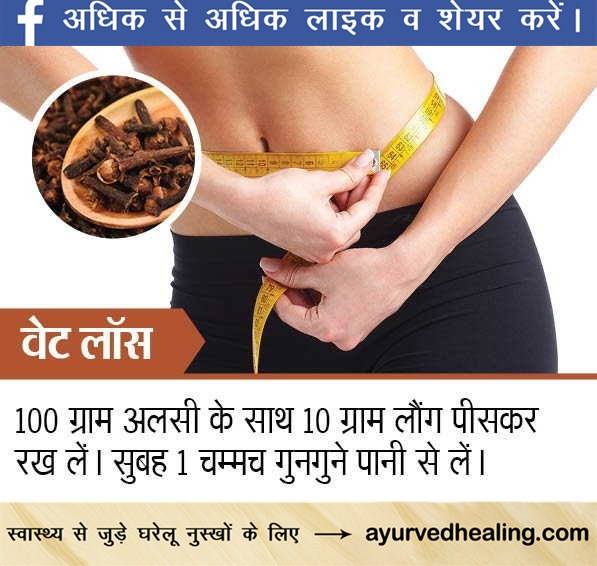 f अधिक से अधिक लाइक व शेयर करें।
वेट लॉस
100 ग्राम अलसी के साथ 10 ग्राम लौंग पीसकर
रख लें। सुबह 1 चम्मच गुनगुने पानी से लें।
स्वास्थ्य से जुड़े घरेलू नुस्खों के लिए → ayurvedhealing.com